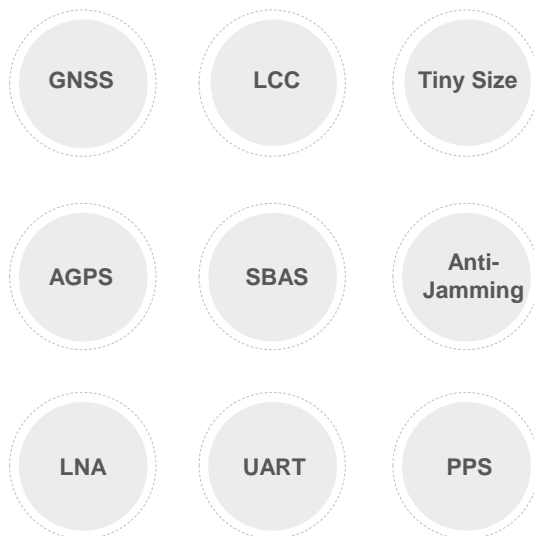 GNSS
LCC
Tiny Size
AGPS
SBAS
Anti-
Jamming
LNA
UART
PPS